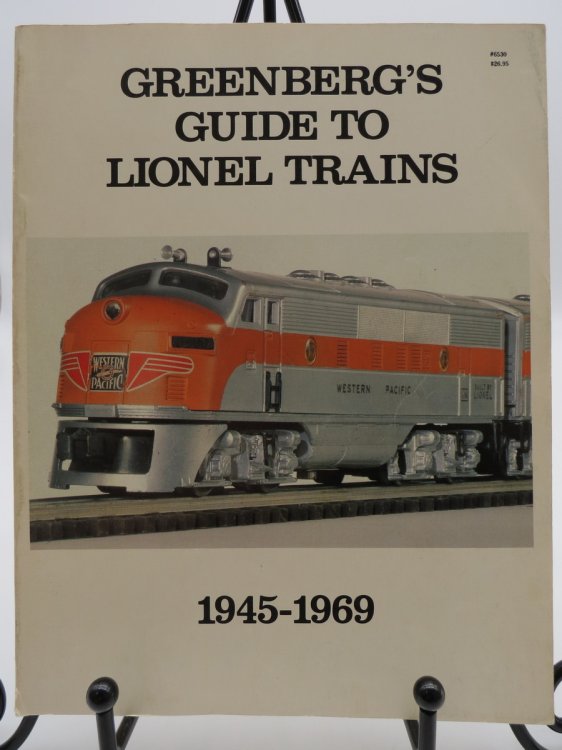 #6530
$26.95
GREENBERG'S
GUIDE TO
LIONEL TRAINS
WESTERN
PACIFIC
WESTERN PACIFIC
BUILT BY
LIONEL
1945-1969